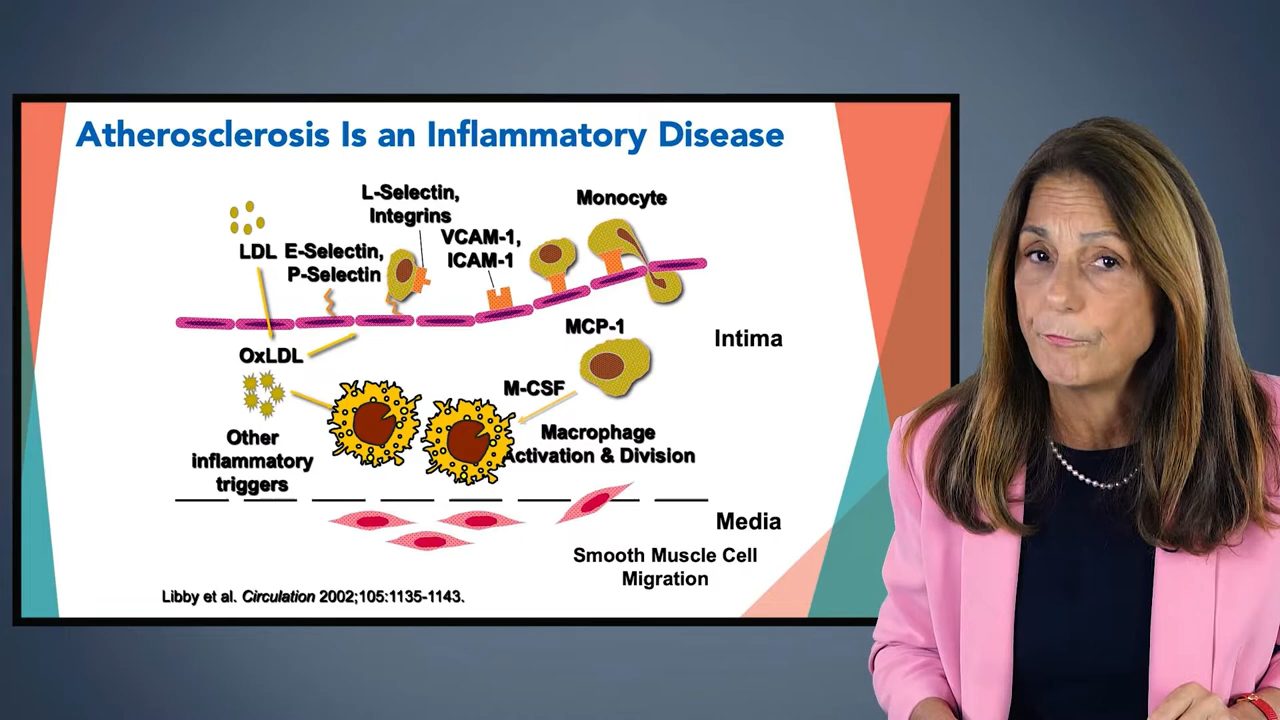 Atherosclerosis Is an Inflammatory Disease
L-Selectin,
Integrins
Monocyte
LDL
E-Selectin,
P-Selectin
VCAM-1,
ICAM-1
MCP-1
Intima
OxLDL
M-CSF
Other
inflammatory
triggers
Macrophage
Activation & Division
Media
Smooth Muscle Cell
Migration
Libby et al. Circulation 2002;105:1135-1143.